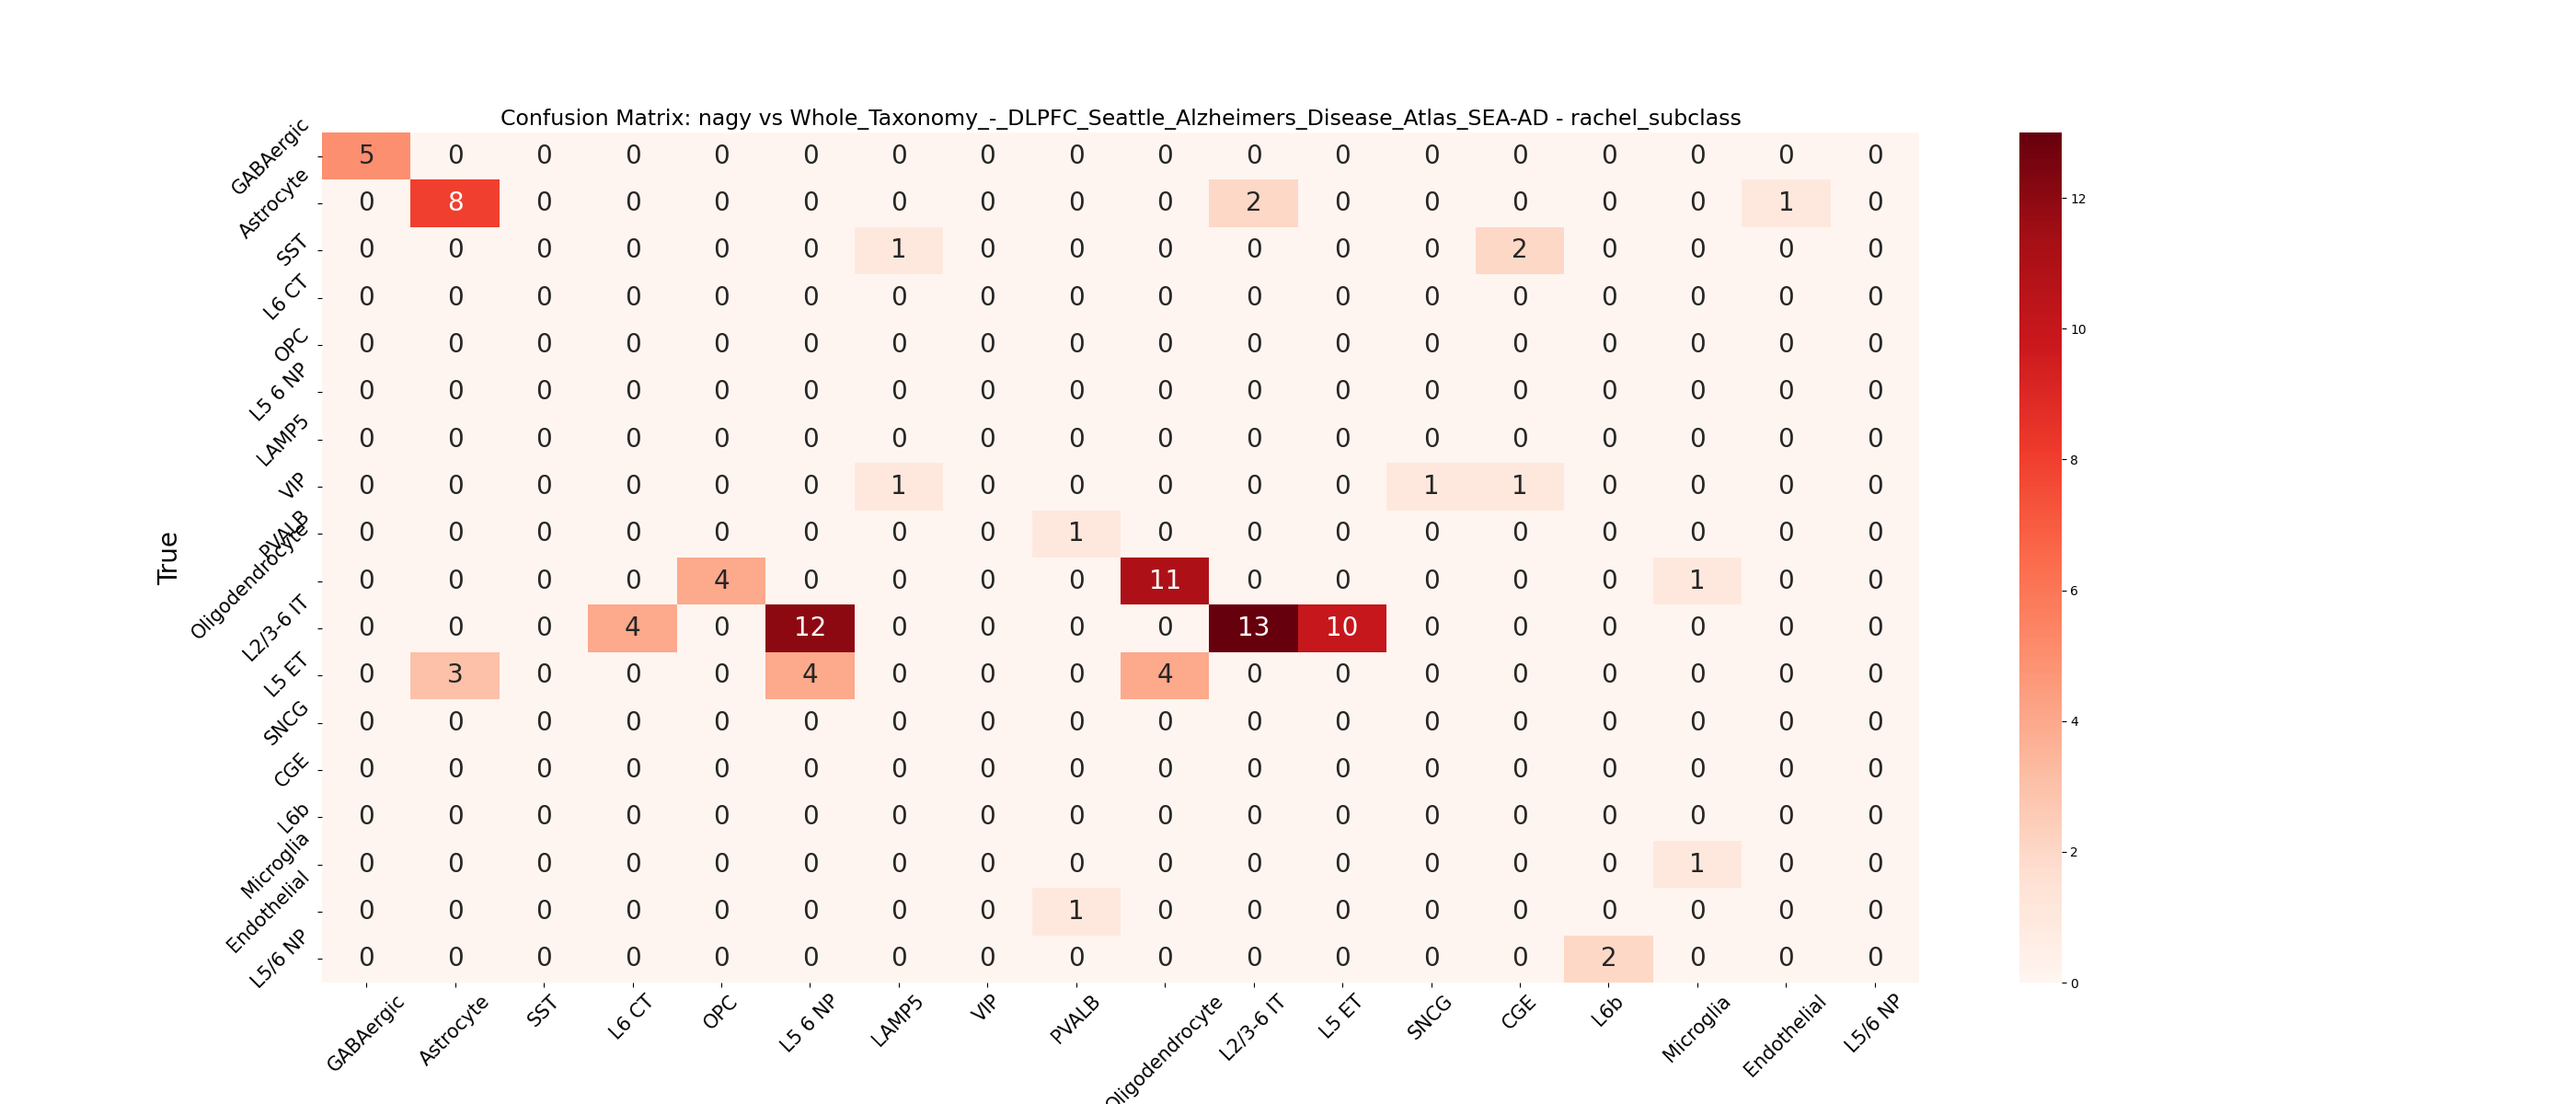 Confusion Matrix: nagy vs Whole_Taxonomy_-_DLPFC_Seattle_Alzheimers_Disease_Atlas_SEA-AD - rachel_subclass
True
GABAergic 5 0 0 0 0 0 0 0 0 0 0 0 0 0 0 0 0 0
Astrocyte 0 8 0 0 0 0 0 0 0 0 2 0 0 0 0 0 1 0
SST 0 0 0 0 0 0 1 0 0 0 0 0 0 2 0 0 0 0
L6 CT 0 0 0 0 0 0 0 0 0 0 0 0 0 0 0 0 0 0
OPC 0 0 0 0 0 0 0 0 0 0 0 0 0 0 0 0 0 0
L5 6 NP 0 0 0 0 0 0 0 0 0 0 0 0 0 0 0 0 0 0
LAMP5 0 0 0 0 0 0 0 0 0 0 0 0 0 0 0 0 0 0
VIP 0 0 0 0 0 0 1 0 0 0 0 0 1 1 0 0 0 0
PVALB 0 0 0 0 0 0 0 0 1 0 0 0 0 0 0 0 0 0
Oligodendrocyte 0 0 0 0 4 0 0 0 0 11 0 0 0 0 0 1 0 0
L2/3-6 IT 0 0 0 4 0 12 0 0 0 0 13 10 0 0 0 0 0 0
L5 ET 0 3 0 0 0 4 0 0 0 4 0 0 0 0 0 0 0 0
SNCG 0 0 0 0 0 0 0 0 0 0 0 0 0 0 0 0 0 0
CGE 0 0 0 0 0 0 0 0 0 0 0 0 0 0 0 0 0 0
L6b 0 0 0 0 0 0 0 0 0 0 0 0 0 0 0 0 0 0
Microglia 0 0 0 0 0 0 0 0 0 0 0 0 0 0 0 1 0 0
Endothelial 0 0 0 0 0 0 0 0 1 0 0 0 0 0 0 0 0 0
L5/6 NP 0 0 0 0 0 0 0 0 0 0 0 0 0 0 2 0 0 0
GABAergic Astrocyte SST L6 CT OPC L5 6 NP LAMP5 VIP PVALB Oligodendrocyte L2/3-6 IT L5 ET SNCG CGE L6b Microglia Endothelial L5/6 NP
12
10
8
6
4
2
0